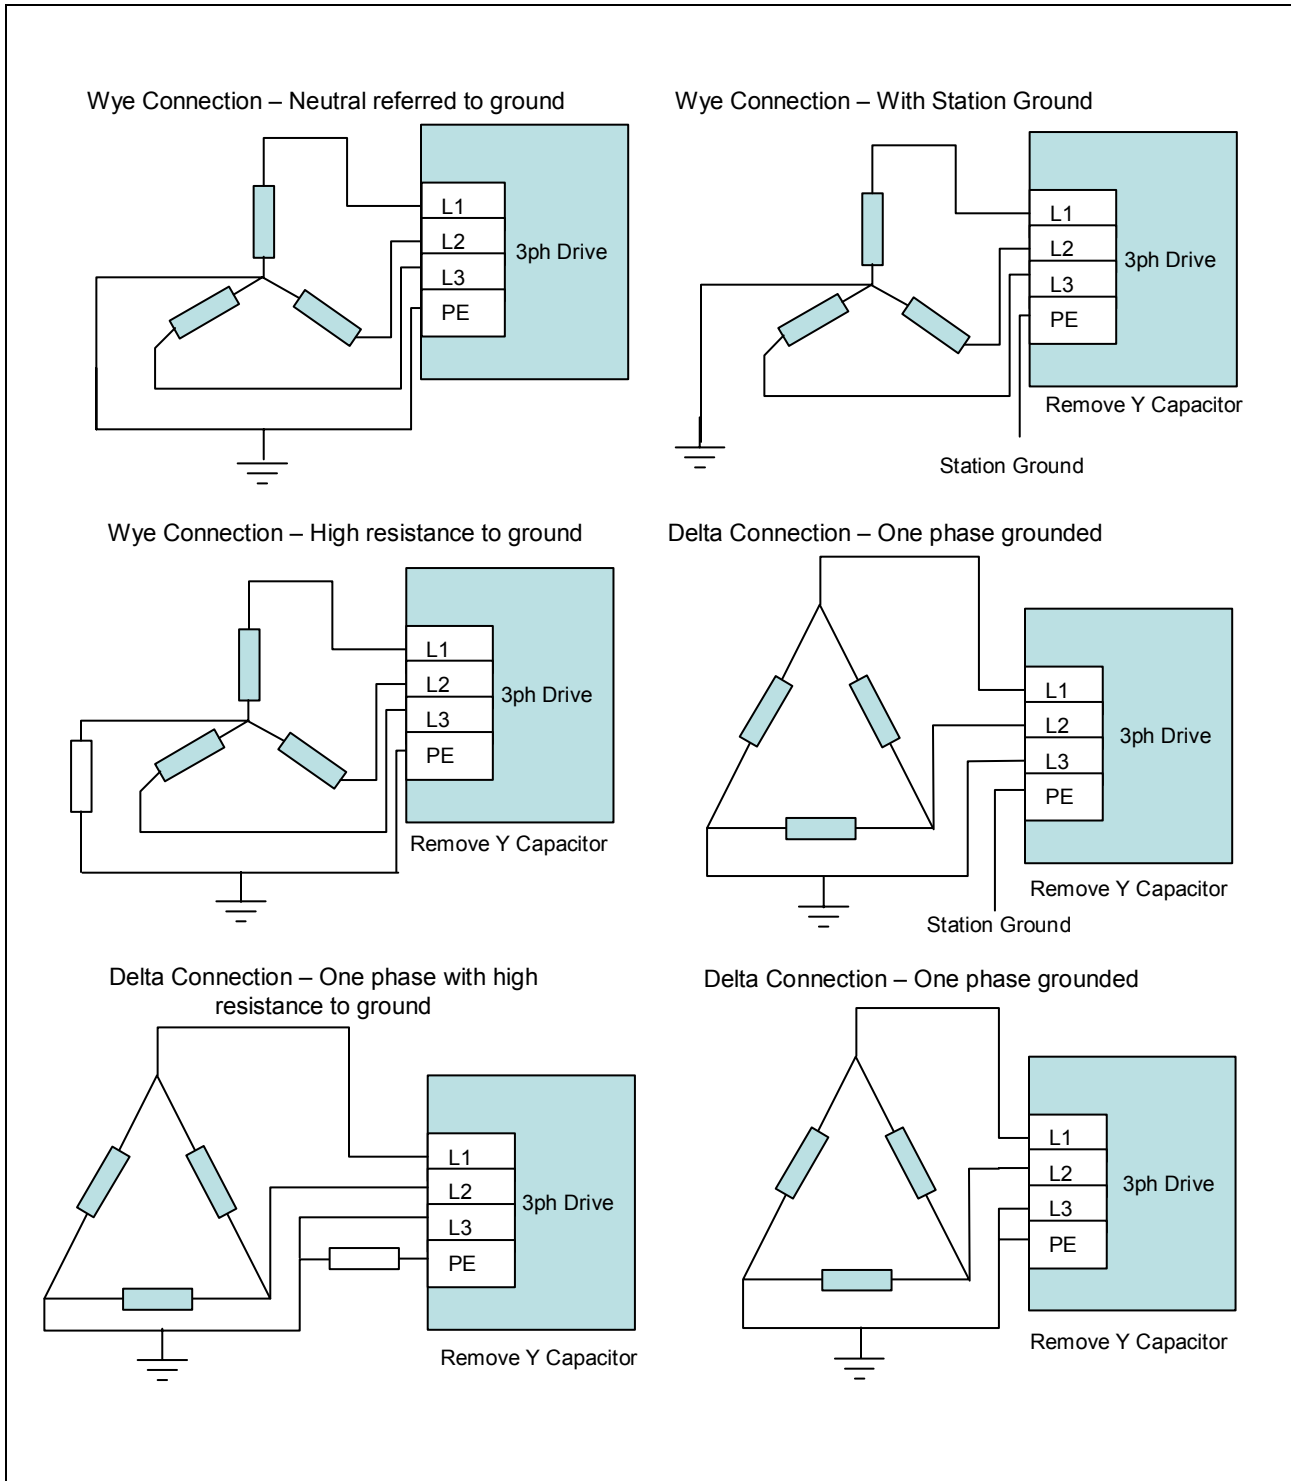 Wye Connection – Neutral referred to ground
L1
L2
L3
PE
3ph Drive
Wye Connection – With Station Ground
L1
L2
L3
PE
3ph Drive
Remove Y Capacitor
Station Ground
Wye Connection – High resistance to ground
L1
L2
L3
PE
3ph Drive
Remove Y Capacitor
Delta Connection – One phase grounded
L1
L2
L3
PE
3ph Drive
Remove Y Capacitor
Station Ground
Delta Connection – One phase with high
resistance to ground
L1
L2
L3
PE
3ph Drive
Remove Y Capacitor
Delta Connection – One phase grounded
L1
L2
L3
PE
3ph Drive
Remove Y Capacitor